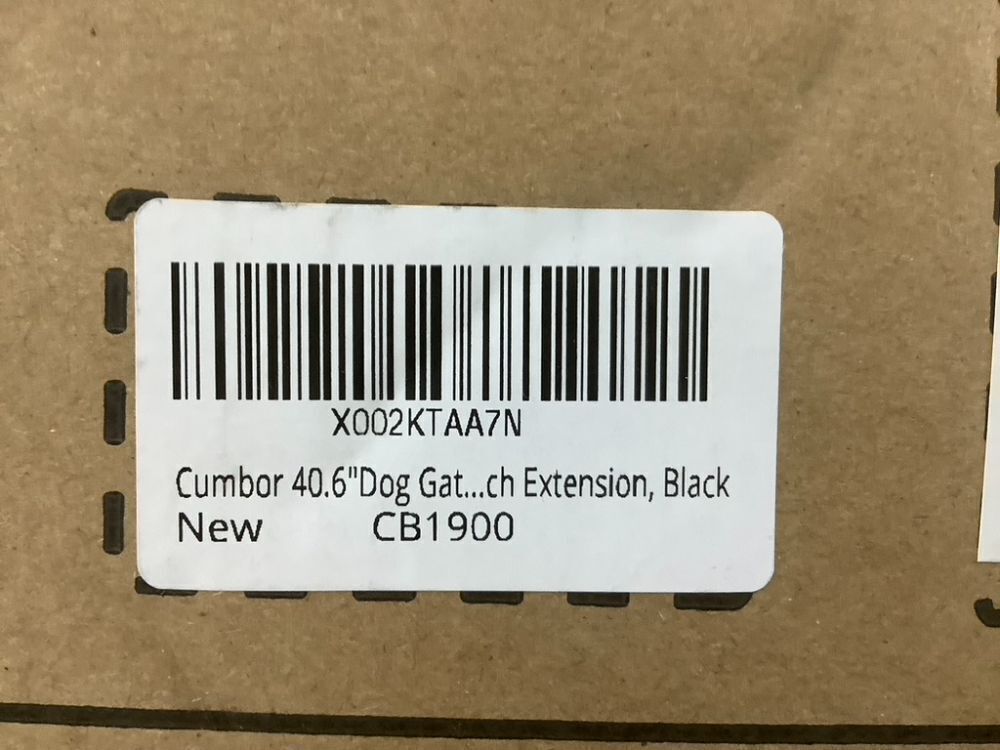 X002KTAA7N
Cumbor 40.6"Dog Gat...ch Extension, Black
New CB1900